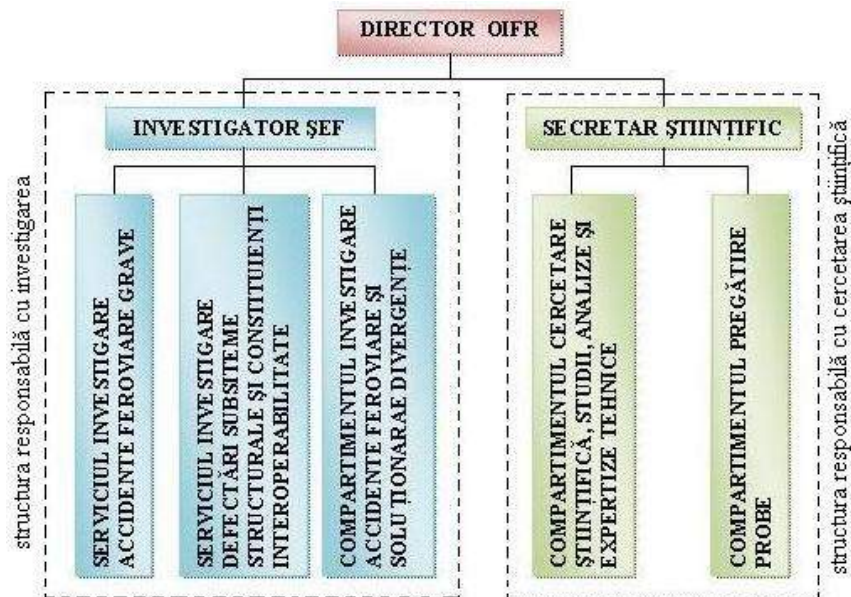 DIRECTOR OIFR
INVESTIGATOR ŞEF
SECRETAR ŞTIINŢIFIC
structura responsabilă cu investigarea
SERVICIUL INVESTIGARE
ACCIDENTE FEROVIARE GRAVE
SERVICIUL INVESTIGARE
DEFECTĂRI SUBSITEME
STRUCTURALE ŞI CONSTITUIENŢI
INTEROPERABILITATE
COMPARTIMENTUL INVESTIGARE
ACCIDENTE FEROVIARE ŞI
SOLUŢIONARAE DIVERGENŢE
COMPARTIMENTUL CERCETARE
ŞTIINŢIFICĂ, STUDII, ANALIZE ŞI
EXPERTIZE TEHNICE
COMPARTIMENTUL PREGĂTIRE
PROBE
structura responsabilă cu cercetarea ştiinţifică